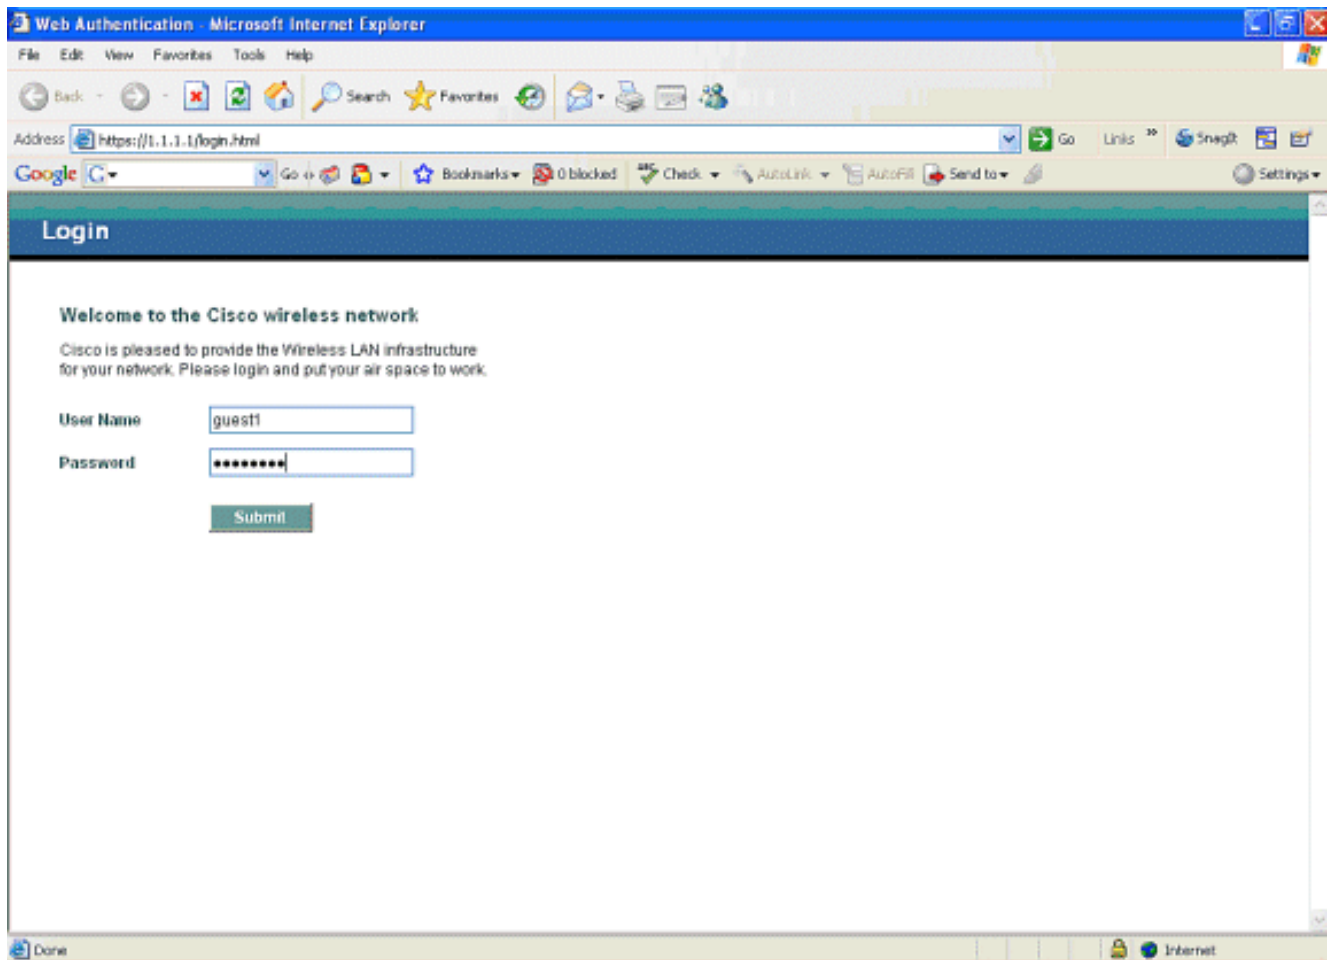 Web Authentication - Microsoft Internet Explorer
File Edit View Favorites Tools Help
Back Search Favorites
Address https://1.1.1.1/login.html Go Links » SnagIt
Google G Go Bookmarks 0 blocked ABC Check AutoLink AutoFill Send to Settings
Login
Welcome to the Cisco wireless network
Cisco is pleased to provide the Wireless LAN infrastructure
for your network. Please login and put your air space to work.
User Name guest1
Password ••••••••
Submit
Done Internet